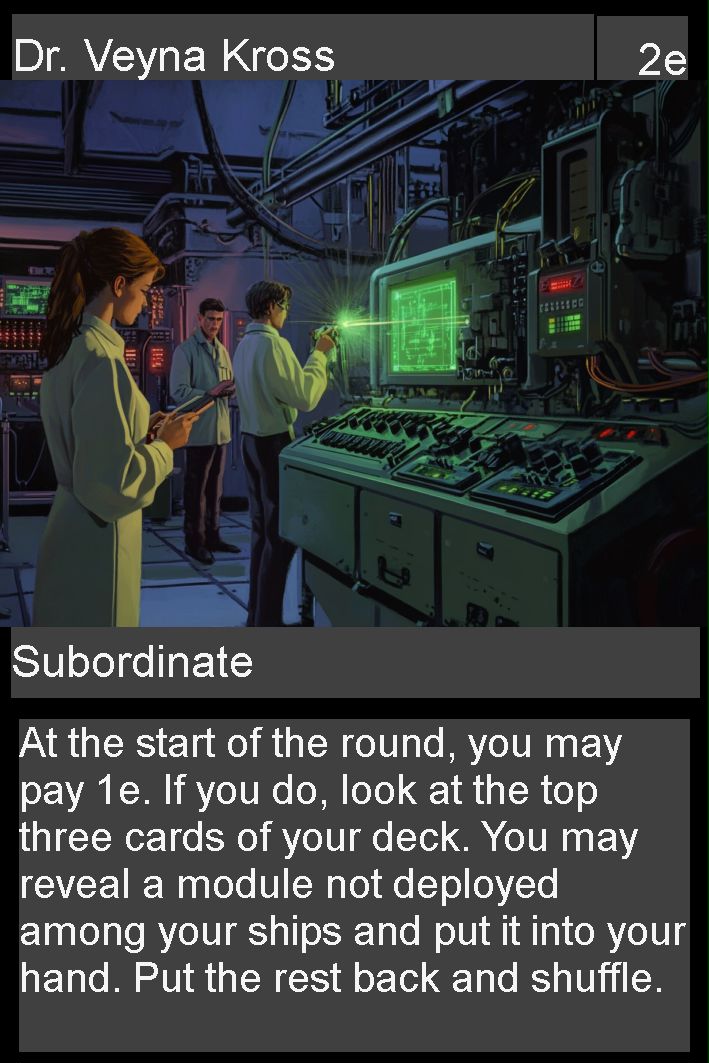 Dr. Veyna Kross
2e
Subordinate
At the start of the round, you may
pay 1e. If you do, look at the top
three cards of your deck. You may
reveal a module not deployed
among your ships and put it into your
hand. Put the rest back and shuffle.